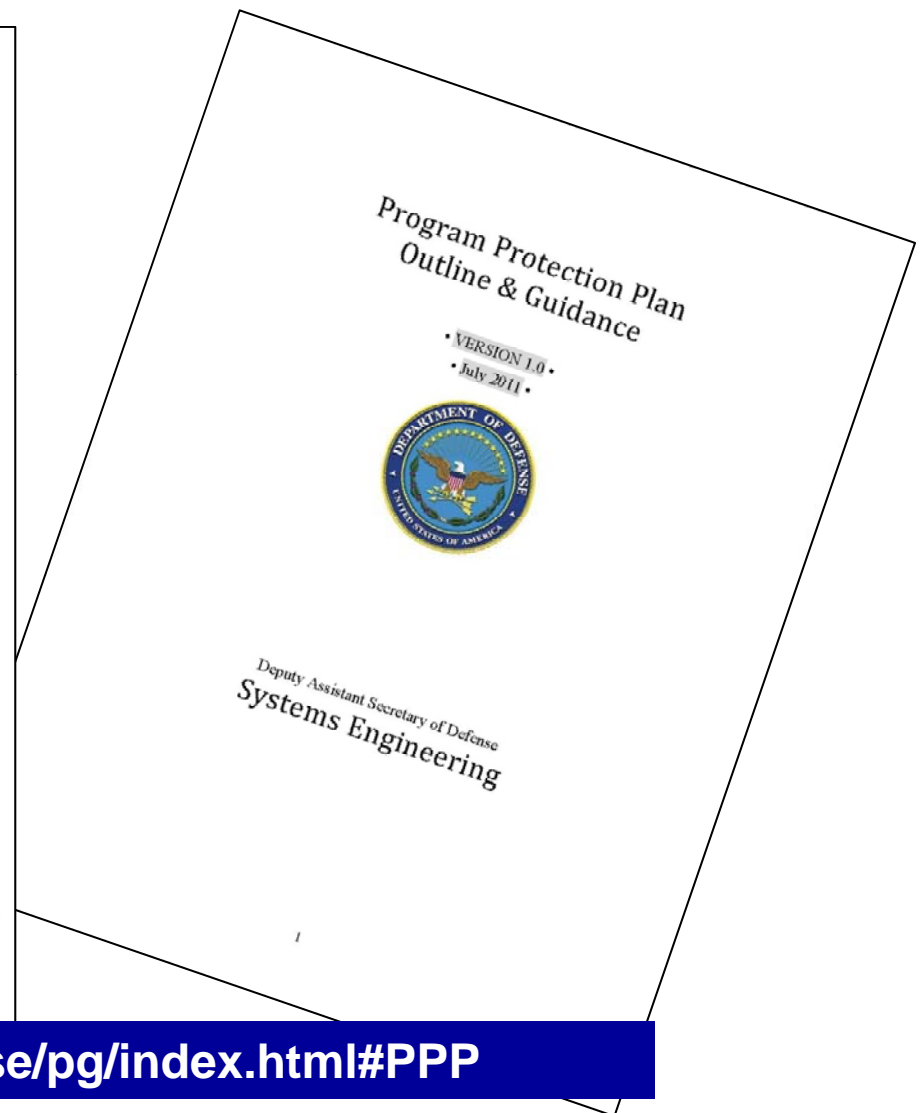 Program Protection Plan
Outline & Guidance
• VERSION 1.0 •
• July 2011 •
DEPARTMENT OF DEFENSE
UNITED STATES OF AMERICA
Deputy Assistant Secretary of Defense
Systems Engineering
1
se/pg/index.html#PPP